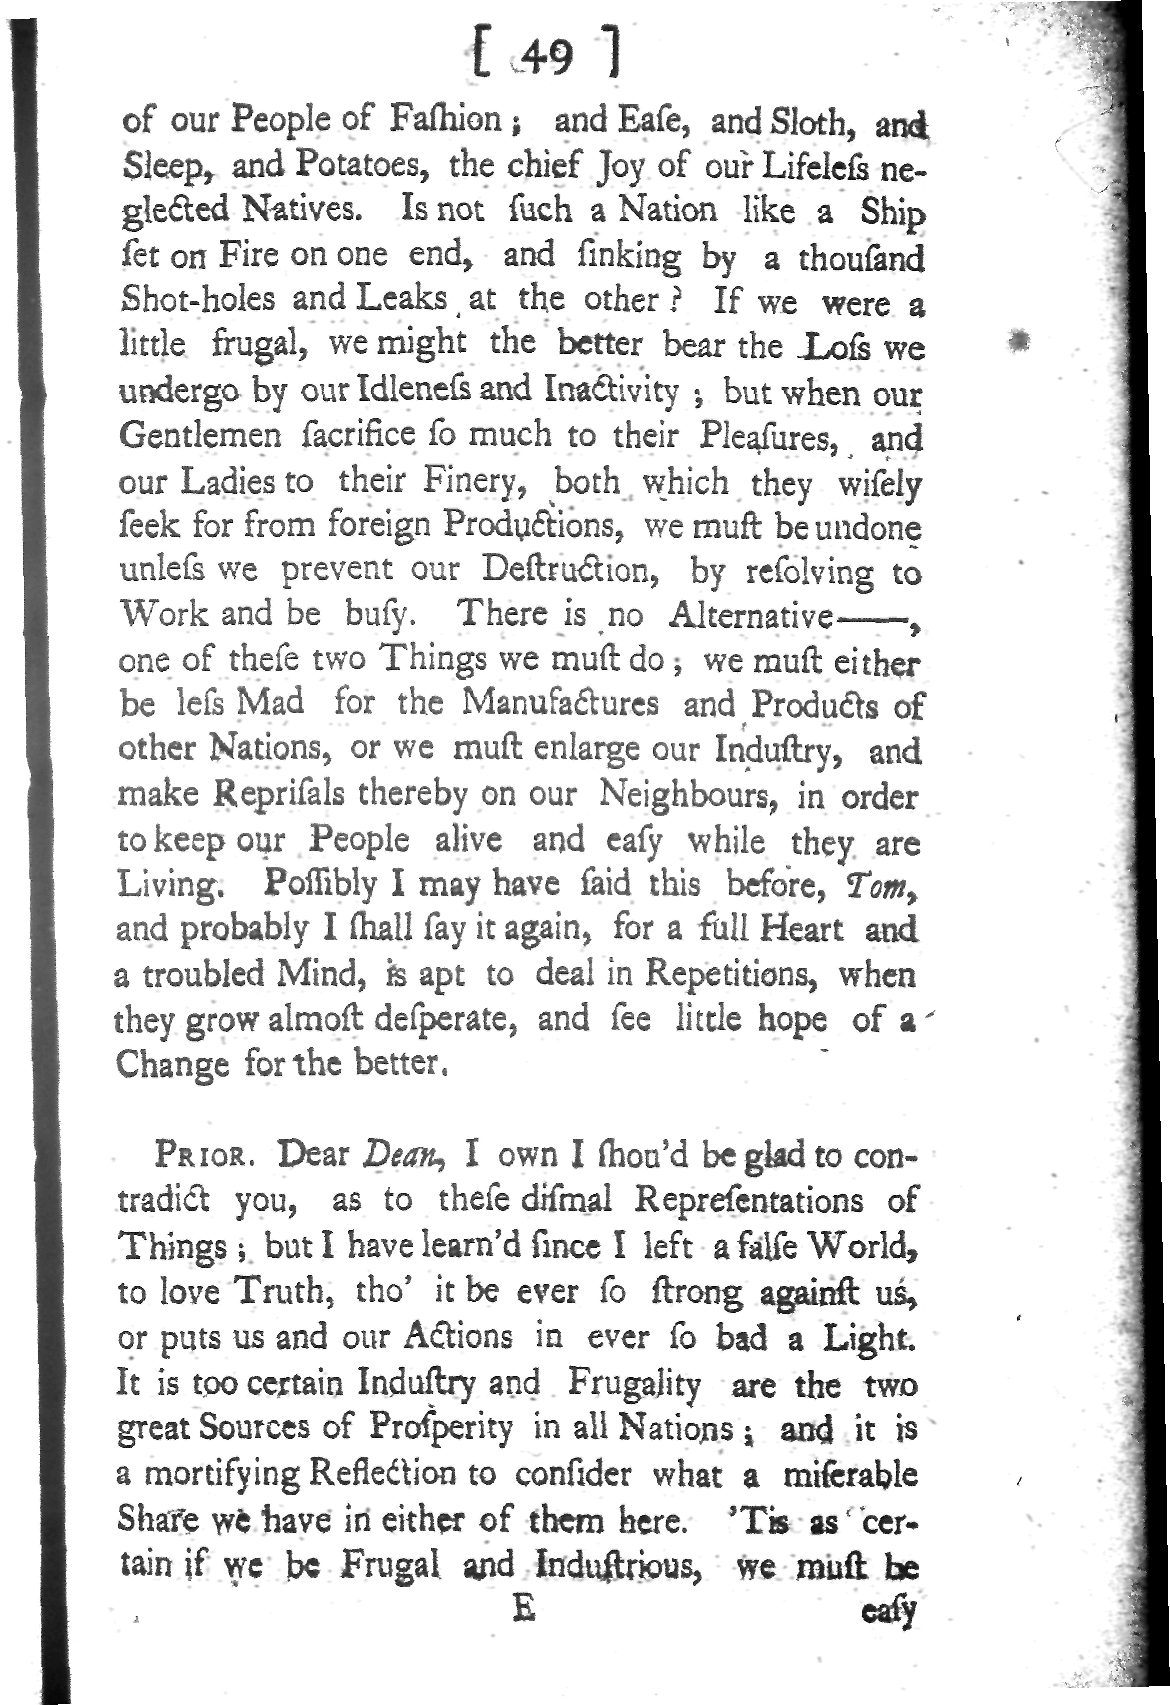 [ 49 ]
of our People of Faſhion; and Eaſe, and Sloth, and
Sleep, and Potatoes, the chief Joy of our Lifeleſs ne-
glected Natives. Is not ſuch a Nation like a Ship
ſet on Fire on one end, and ſinking by a thouſand
Shot-holes and Leaks at the other? If we were a
little frugal, we might the better bear the Loſs we
undergo by our Idleneſs and Inactivity; but when our
Gentlemen ſacrifice ſo much to their Pleaſures, and
our Ladies to their Finery, both which they wiſely
ſeek for from foreign Productions, we muſt be undone
unleſs we prevent our Deſtruction, by reſolving to
Work and be buſy. There is no Alternative——,
one of theſe two Things we muſt do; we muſt either
be leſs Mad for the Manufactures and Products of
other Nations, or we muſt enlarge our Induſtry, and
make Repriſals thereby on our Neighbours, in order
to keep our People alive and eaſy while they are
Living. Poſſibly I may have ſaid this before, Tom,
and probably I ſhall ſay it again, for a full Heart and
a troubled Mind, is apt to deal in Repetitions, when
they grow almoſt deſperate, and ſee little hope of a
Change for the better.
PRIOR. Dear Dean, I own I ſhou'd be glad to con-
tradict you, as to theſe diſmal Repreſentations of
Things; but I have learn'd ſince I left a falſe World,
to love Truth, tho' it be ever ſo ſtrong againſt us,
or puts us and our Actions in ever ſo bad a Light.
It is too certain Induſtry and Frugality are the two
great Sources of Proſperity in all Nations; and it is
a mortifying Reflection to conſider what a miſerable
Share we have in either of them here. 'Tis as cer-
tain if we be Frugal and Induſtrious, we muſt be
E
eaſy